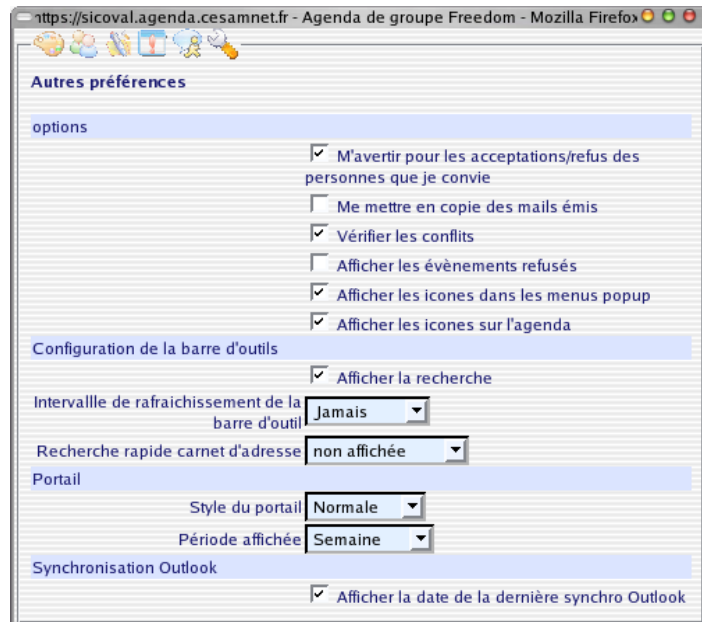 https://sicoval.agenda.cesamnet.fr - Agenda de groupe Freedom - Mozilla Firefox
Autres préférences
options
M'avertir pour les acceptations/refus des
personnes que je convie
Me mettre en copie des mails émis
Vérifier les conflits
Afficher les évènements refusés
Afficher les icones dans les menus popup
Afficher les icones sur l'agenda
Configuration de la barre d'outils
Afficher la recherche
Intervallle de rafraichissement de la
barre d'outil
Jamais
Recherche rapide carnet d'adresse non affichée
Portail
Style du portail Normale
Période affichée Semaine
Synchronisation Outlook
Afficher la date de la dernière synchro Outlook